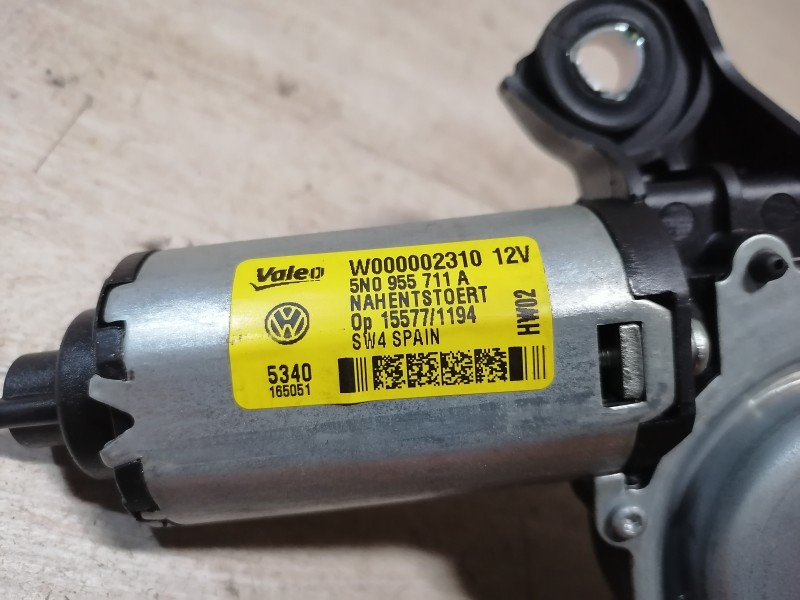 Valeo
W000002310 12V
5N0 955 711 A
NAHENTSTOERT
Op 15577/1194
SW4 SPAIN
HW02
5340
165051